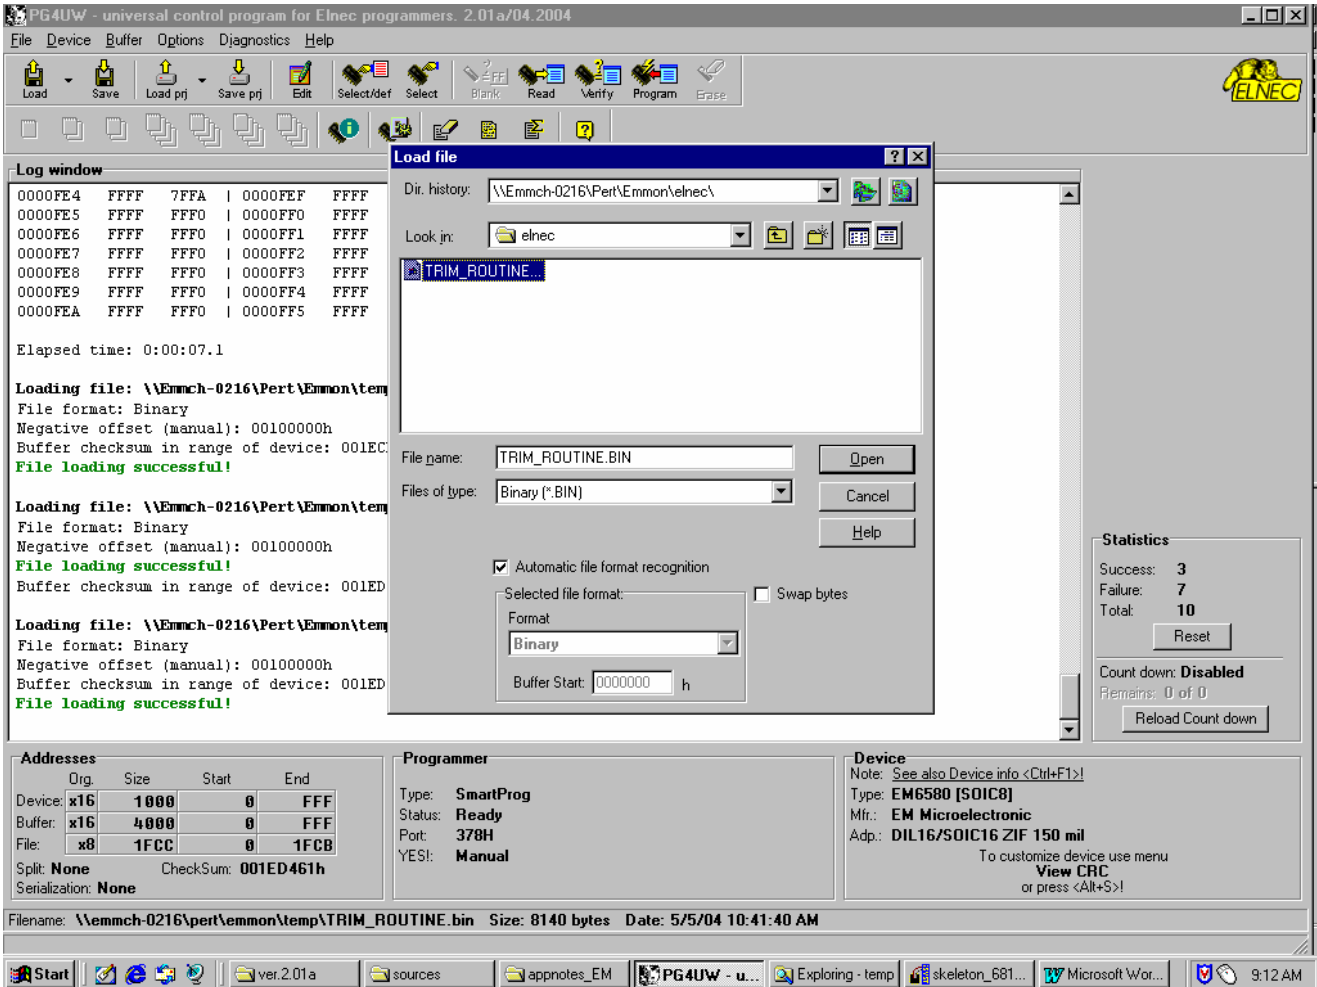 PG4UW - universal control program for Elnec programmers. 2.01a/04.2004
File Device Buffer Options Diagnostics Help
Load Save Load prj Save prj Edit Select/def Select Blank Read Verify Program Erase
ELNEC
Log window
0000FE4 FFFF 7FFA | 0000FEF FFFF
0000FE5 FFFF FFF0 | 0000FF0 FFFF
0000FE6 FFFF FFF0 | 0000FF1 FFFF
0000FE7 FFFF FFF0 | 0000FF2 FFFF
0000FE8 FFFF FFF0 | 0000FF3 FFFF
0000FE9 FFFF FFF0 | 0000FF4 FFFF
0000FEA FFFF FFF0 | 0000FF5 FFFF
Elapsed time: 0:00:07.1
Loading file: \\Emmch-0216\Pert\Emmon\tem
File format: Binary
Negative offset (manual): 00100000h
Buffer checksum in range of device: 001EC
File loading successful!
Loading file: \\Emmch-0216\Pert\Emmon\tem
File format: Binary
Negative offset (manual): 00100000h
File loading successful!
Buffer checksum in range of device: 001ED
Loading file: \\Emmch-0216\Pert\Emmon\tem
File format: Binary
Negative offset (manual): 00100000h
Buffer checksum in range of device: 001ED
File loading successful!
Load file
Dir. history: \\Emmch-0216\Pert\Emmon\elnec\
Look in: elnec
TRIM_ROUTINE...
File name: TRIM_ROUTINE.BIN Open
Files of type: Binary (*.BIN) Cancel
Help
Automatic file format recognition
Selected file format: Swap bytes
Format
Binary
Buffer Start: 0000000 h
Statistics
Success: 3
Failure: 7
Total: 10
Reset
Count down: Disabled
Remains: 0 of 0
Reload Count down
Addresses
Org. Size Start End
Device: x16 1000 0 FFF
Buffer: x16 4000 0 FFF
File: x8 1FCC 0 1FCB
Split: None CheckSum: 001ED461h
Serialization: None
Programmer
Type: SmartProg
Status: Ready
Port: 378H
YES!: Manual
Device
Note: See also Device info <Ctrl+F1>!
Type: EM6580 [SOIC8]
Mfr.: EM Microelectronic
Adp.: DIL16/SOIC16 ZIF 150 mil
To customize device use menu
View CRC
or press <Alt+S>!
Filename: \\emmch-0216\pert\emmon\temp\TRIM_ROUTINE.bin Size: 8140 bytes Date: 5/5/04 10:41:40 AM
Start ver.2.01a sources appnotes_EM PG4UW - u... Exploring - temp skeleton_681... Microsoft Wor... 9:12 AM